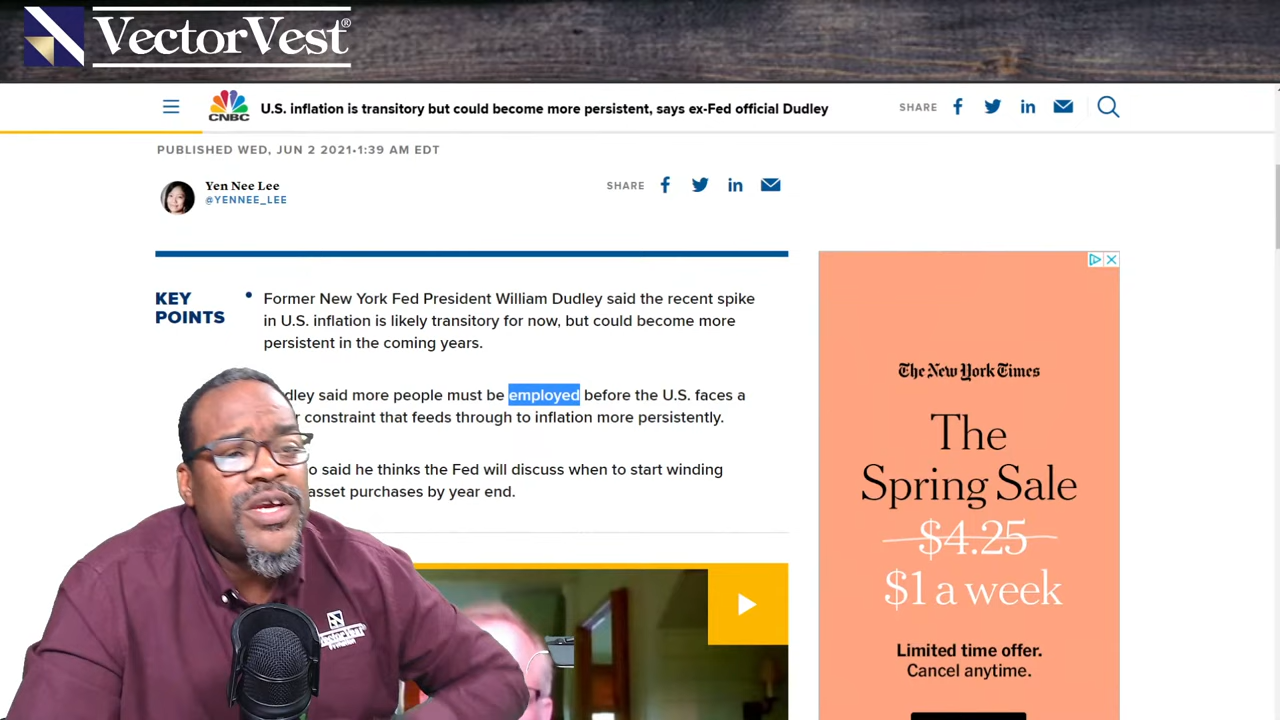 VectorVest®
CNBC
U.S. inflation is transitory but could become more persistent, says ex-Fed official Dudley
SHARE
PUBLISHED WED, JUN 2 2021•1:39 AM EDT
Yen Nee Lee
@YENNEE_LEE
SHARE
KEY
POINTS
• Former New York Fed President William Dudley said the recent spike
in U.S. inflation is likely transitory for now, but could become more
persistent in the coming years.
said more people must be employed before the U.S. faces a
constraint that feeds through to inflation more persistently.
said he thinks the Fed will discuss when to start winding
asset purchases by year end.
The New York Times
The
Spring Sale
$4.25
$1 a week
Limited time offer.
Cancel anytime.
VectorVest